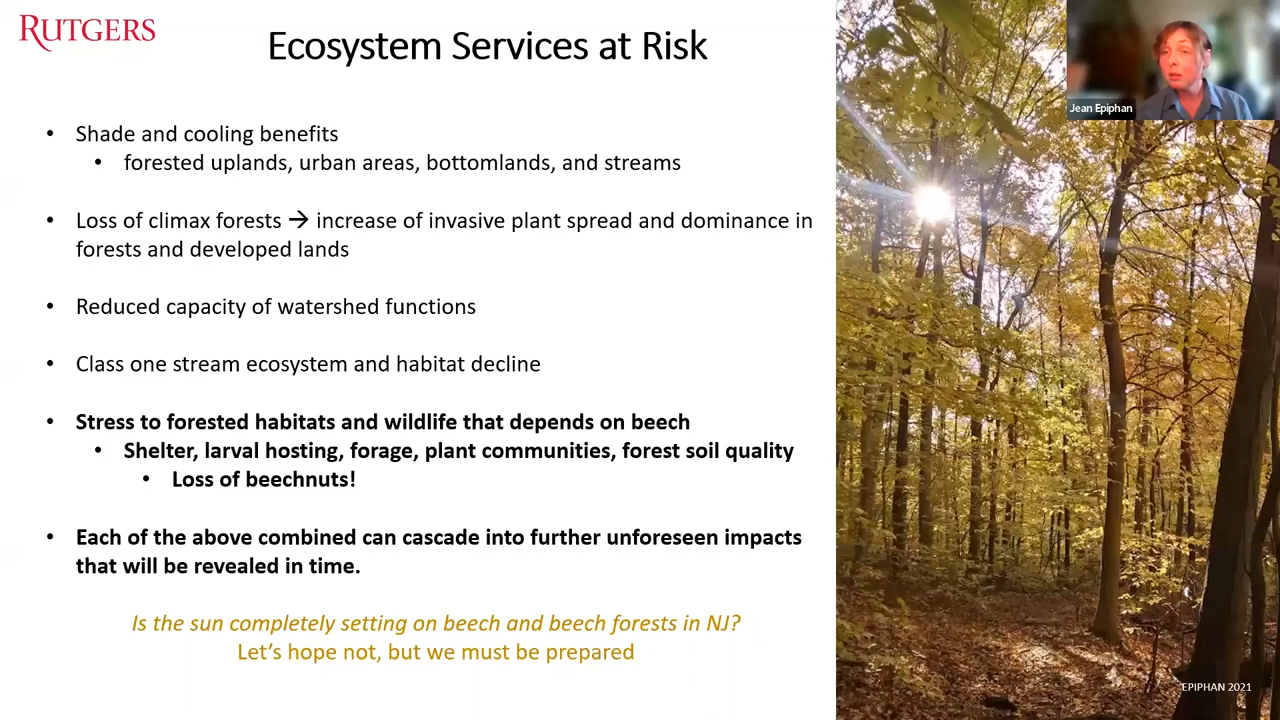 RUTGERS
Ecosystem Services at Risk
Jean Epiphan
• Shade and cooling benefits
• forested uplands, urban areas, bottomlands, and streams
• Loss of climax forests → increase of invasive plant spread and dominance in
forests and developed lands
• Reduced capacity of watershed functions
• Class one stream ecosystem and habitat decline
• Stress to forested habitats and wildlife that depends on beech
• Shelter, larval hosting, forage, plant communities, forest soil quality
• Loss of beechnuts!
• Each of the above combined can cascade into further unforeseen impacts
that will be revealed in time.
Is the sun completely setting on beech and beech forests in NJ?
Let's hope not, but we must be prepared
EPIPHAN 2021